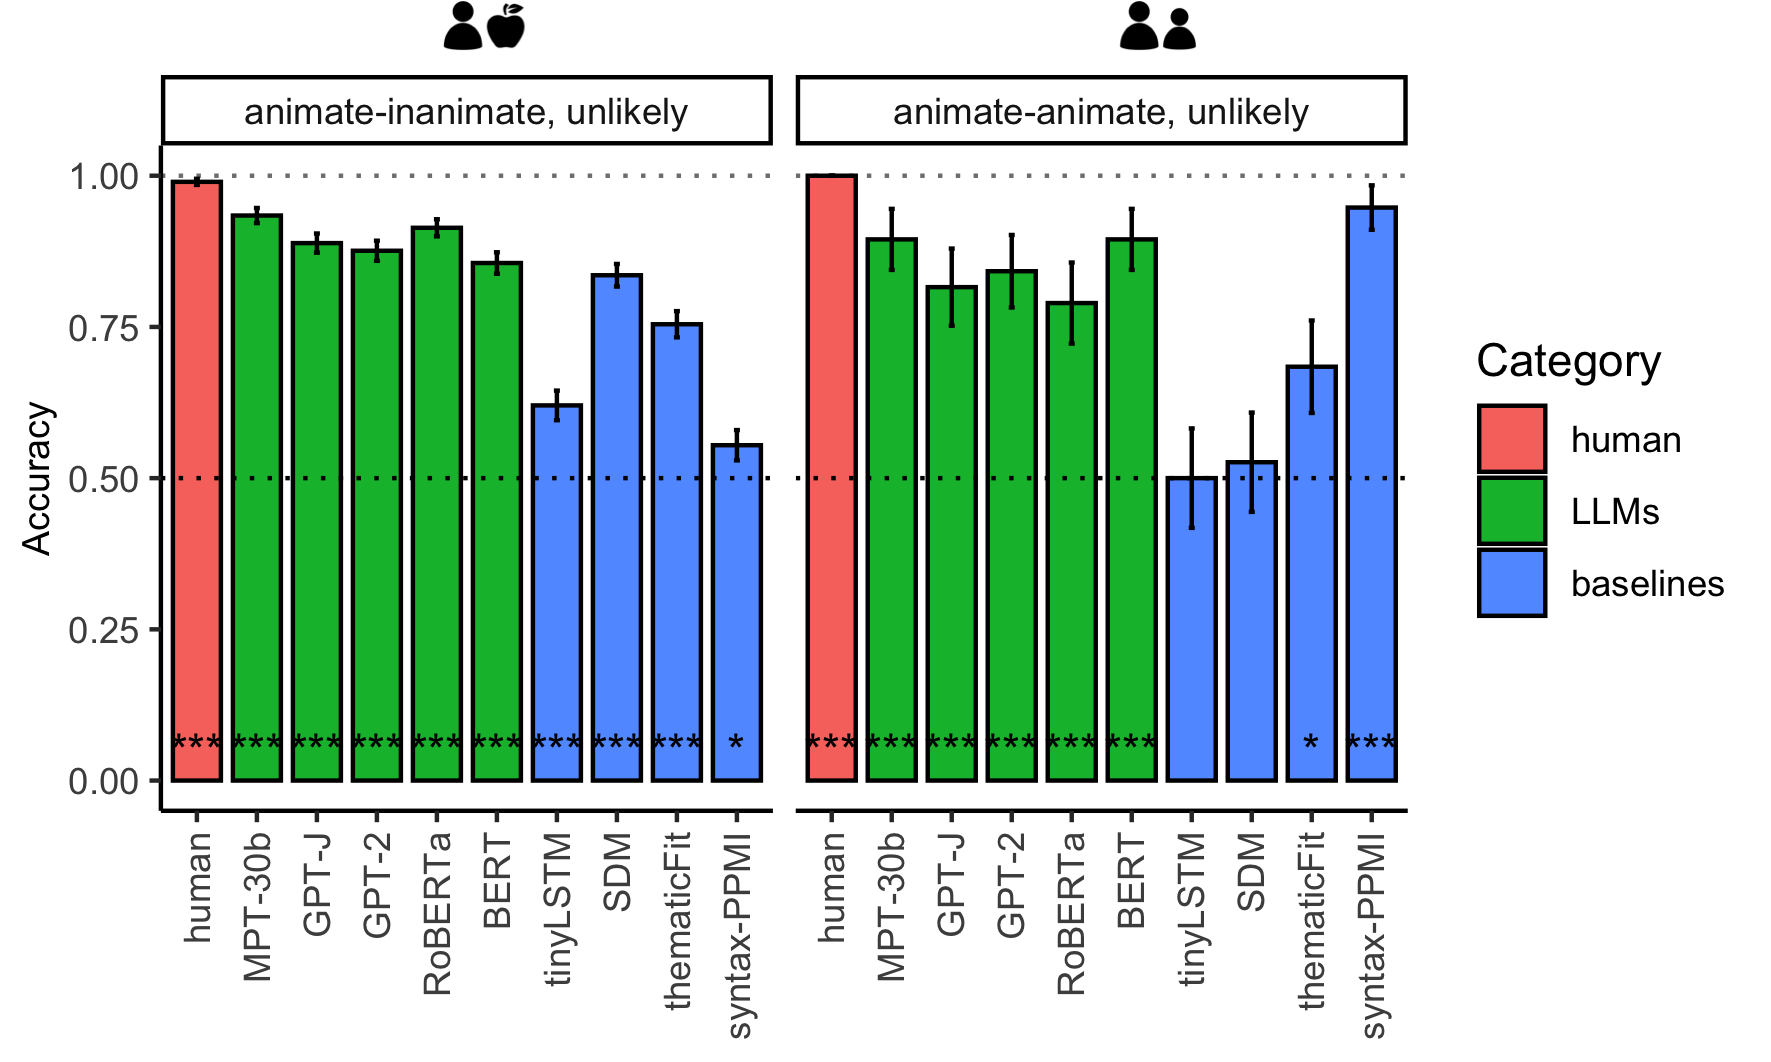 animate-inanimate, unlikely
animate-animate, unlikely
Accuracy
1.00
0.75
0.50
0.25
0.00
*** *** *** *** *** *** *** *** *** *
*** *** *** *** *** *** * ***
human MPT-30b GPT-J GPT-2 RoBERTa BERT tinyLSTM SDM thematicFit syntax-PPMI
human MPT-30b GPT-J GPT-2 RoBERTa BERT tinyLSTM SDM thematicFit syntax-PPMI
Category
human
LLMs
baselines